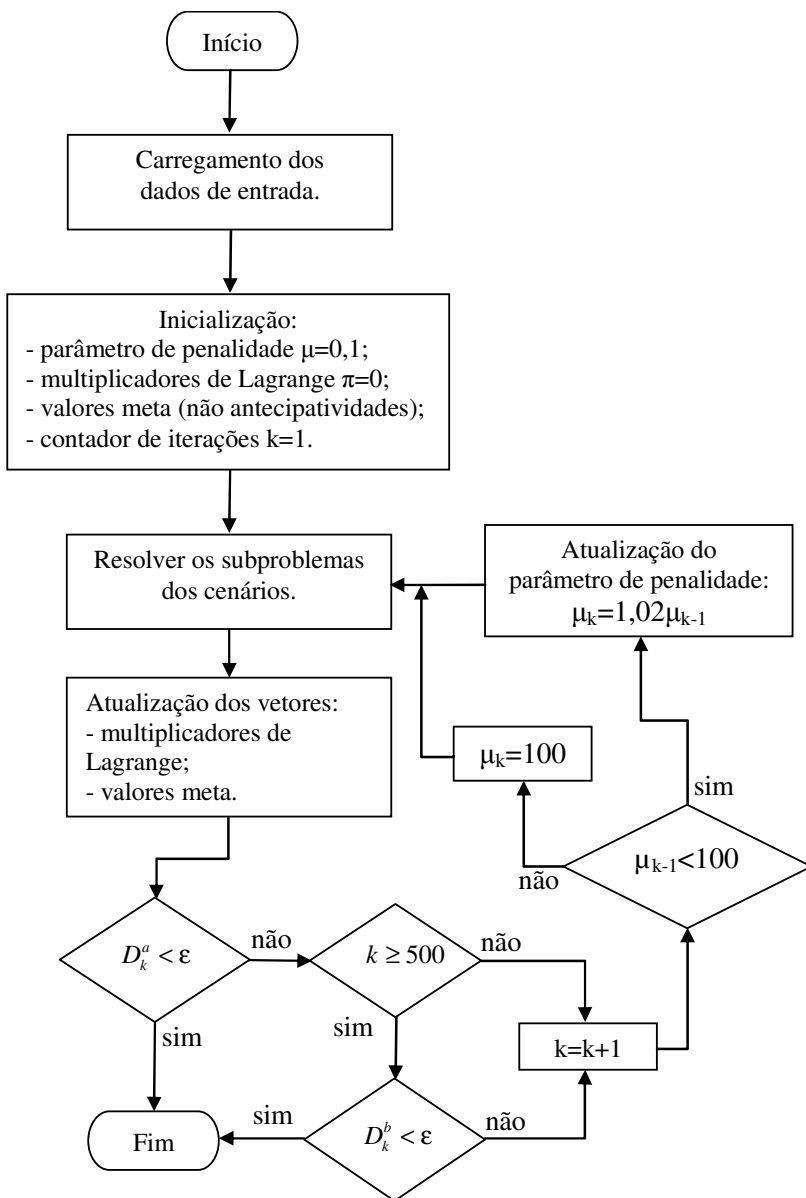 Início
Carregamento dos
dados de entrada.
Inicialização:
- parâmetro de penalidade μ=0,1;
- multiplicadores de Lagrange π=0;
- valores meta (não antecipatividades);
- contador de iterações k=1.
Resolver os subproblemas
dos cenários.
Atualização do
parâmetro de penalidade:
μk=1,02μk-1
Atualização dos vetores:
- multiplicadores de
Lagrange;
- valores meta.
μk=100
sim
μk-1<100
não
D_k^a < ε
não
k ≥ 500
não
sim
sim
k=k+1
Fim
sim
D_k^b < ε
não